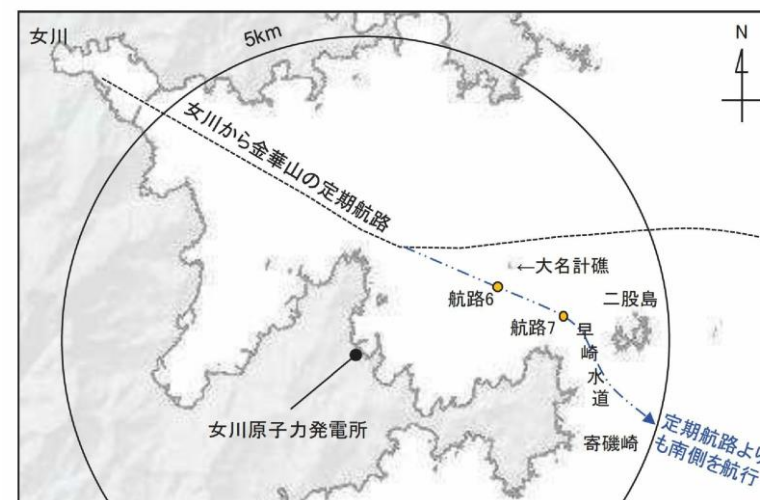 女川
5km
N
女川から金華山の定期航路
←大名計礁
航路6
二股島
航路7
早崎水道
女川原子力発電所
寄磯崎
定期航路より
も南側を航行